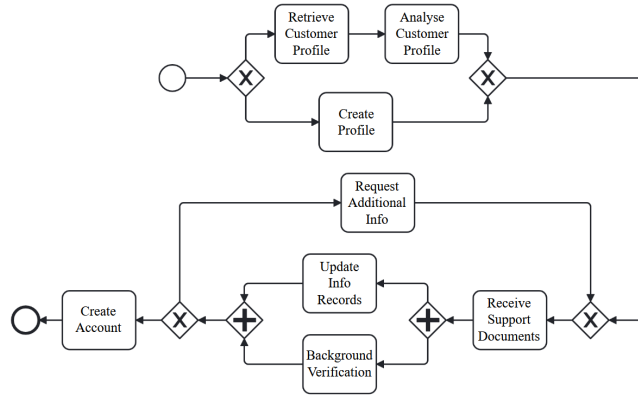 Retrieve
Customer
Profile
Analyse
Customer
Profile
Create
Profile
Request
Additional
Info
Update
Info
Records
Receive
Support
Documents
Create
Account
Background
Verification